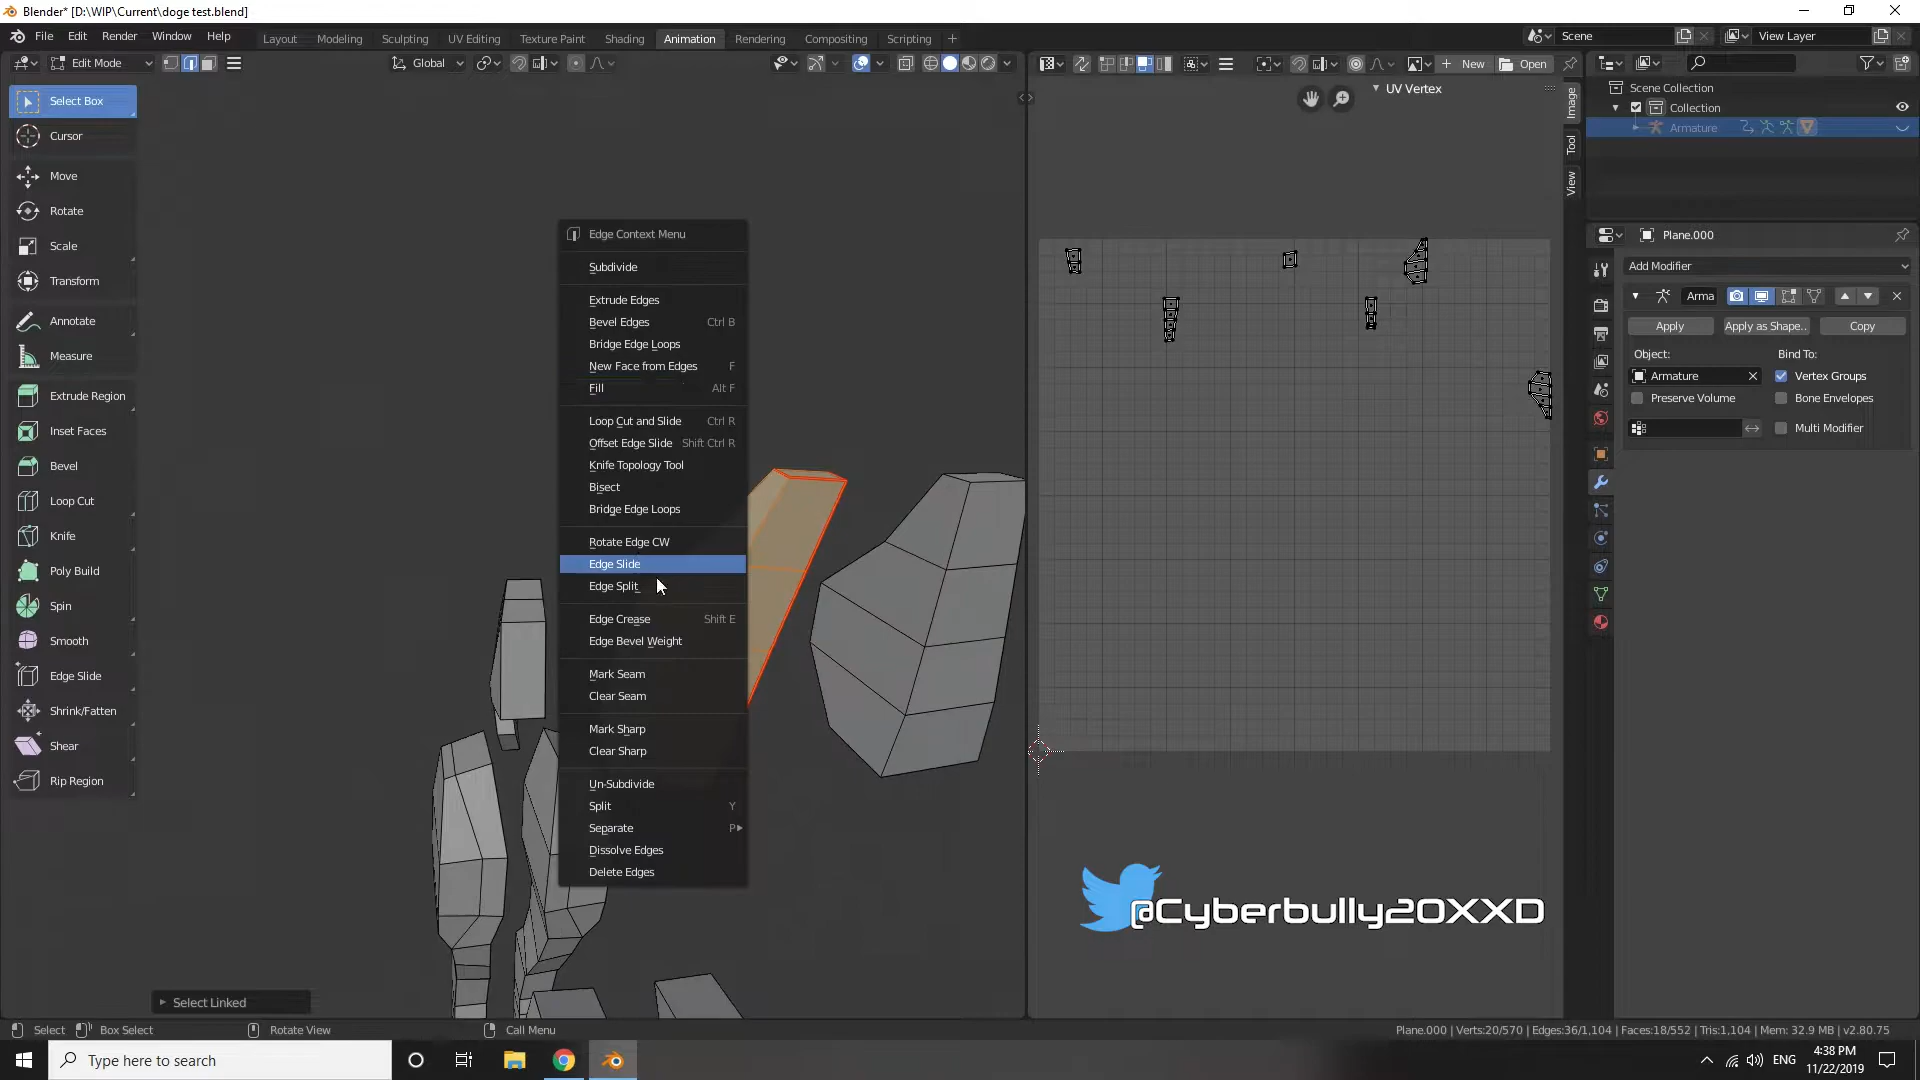 Blender* [D:\WIP\Current\doge test.blend]
File Edit Render Window Help
Layout Modeling Sculpting UV Editing Texture Paint Shading Animation Rendering Compositing Scripting +
Scene
View Layer
Edit Mode
Global
New Open
Select Box
Cursor
Move
Rotate
Scale
Transform
Annotate
Measure
Extrude Region
Inset Faces
Bevel
Loop Cut
Knife
Poly Build
Spin
Smooth
Edge Slide
Shrink/Fatten
Shear
Rip Region
Edge Context Menu
Subdivide
Extrude Edges
Bevel Edges Ctrl B
Bridge Edge Loops
New Face from Edges F
Fill Alt F
Loop Cut and Slide Ctrl R
Offset Edge Slide Shift Ctrl R
Knife Topology Tool
Bisect
Bridge Edge Loops
Rotate Edge CW
Edge Slide
Edge Split
Edge Crease Shift E
Edge Bevel Weight
Mark Seam
Clear Seam
Mark Sharp
Clear Sharp
Un-Subdivide
Split Y
Separate P
Dissolve Edges
Delete Edges
Select Linked
UV Vertex
Image
Tool
View
@Cyberbully20XXD
Scene Collection
Collection
Armature
Plane.000
Add Modifier
Arma
Apply Apply as Shape.. Copy
Object: Bind To:
Armature Vertex Groups
Preserve Volume Bone Envelopes
Multi Modifier
Select Box Select Rotate View Call Menu
Plane.000 | Verts:20/570 | Edges:36/1,104 | Faces:18/552 | Tris:1,104 | Mem: 32.9 MB | v2.80.75
Type here to search
ENG
4:38 PM
11/22/2019